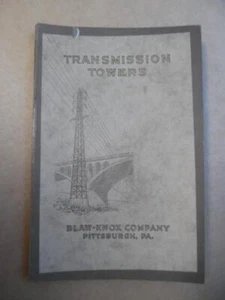 TRANSMISSION
TOWERS
BLAW-KNOX COMPANY
PITTSBURGH, PA.